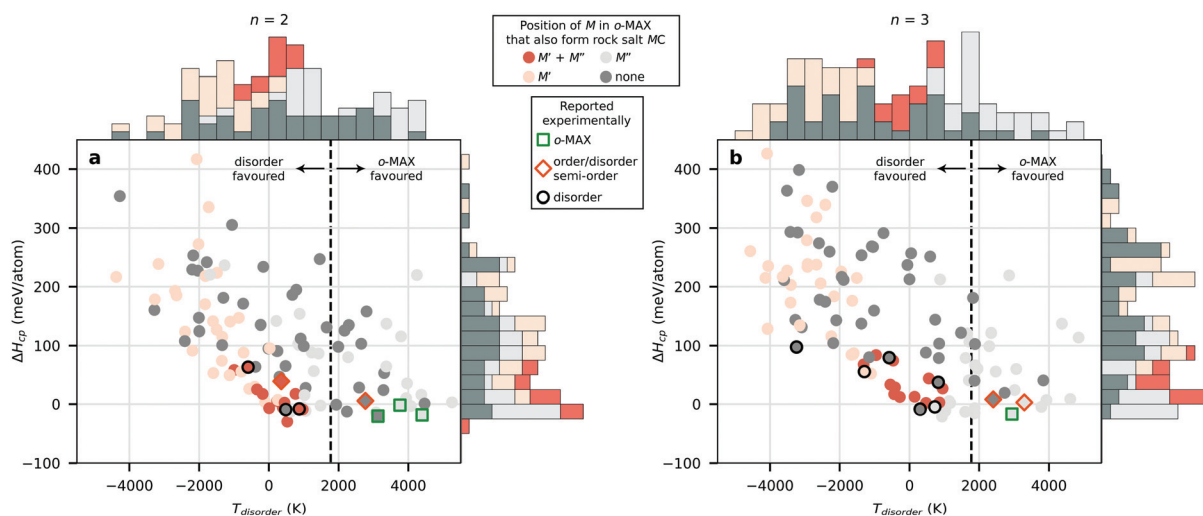 n = 2
Position of M in o-MAX
that also form rock salt MC
M' + M" M"
M' none
n = 3
Reported
experimentally
o-MAX
order/disorder
semi-order
disorder
a
disorder
favoured
o-MAX
favoured
400
300
200
100
0
−100
ΔHcp (meV/atom)
−4000 −2000 0 2000 4000
Tdisorder (K)
b
disorder
favoured
o-MAX
favoured
400
300
200
100
0
−100
ΔHcp (meV/atom)
−4000 −2000 0 2000 4000
Tdisorder (K)